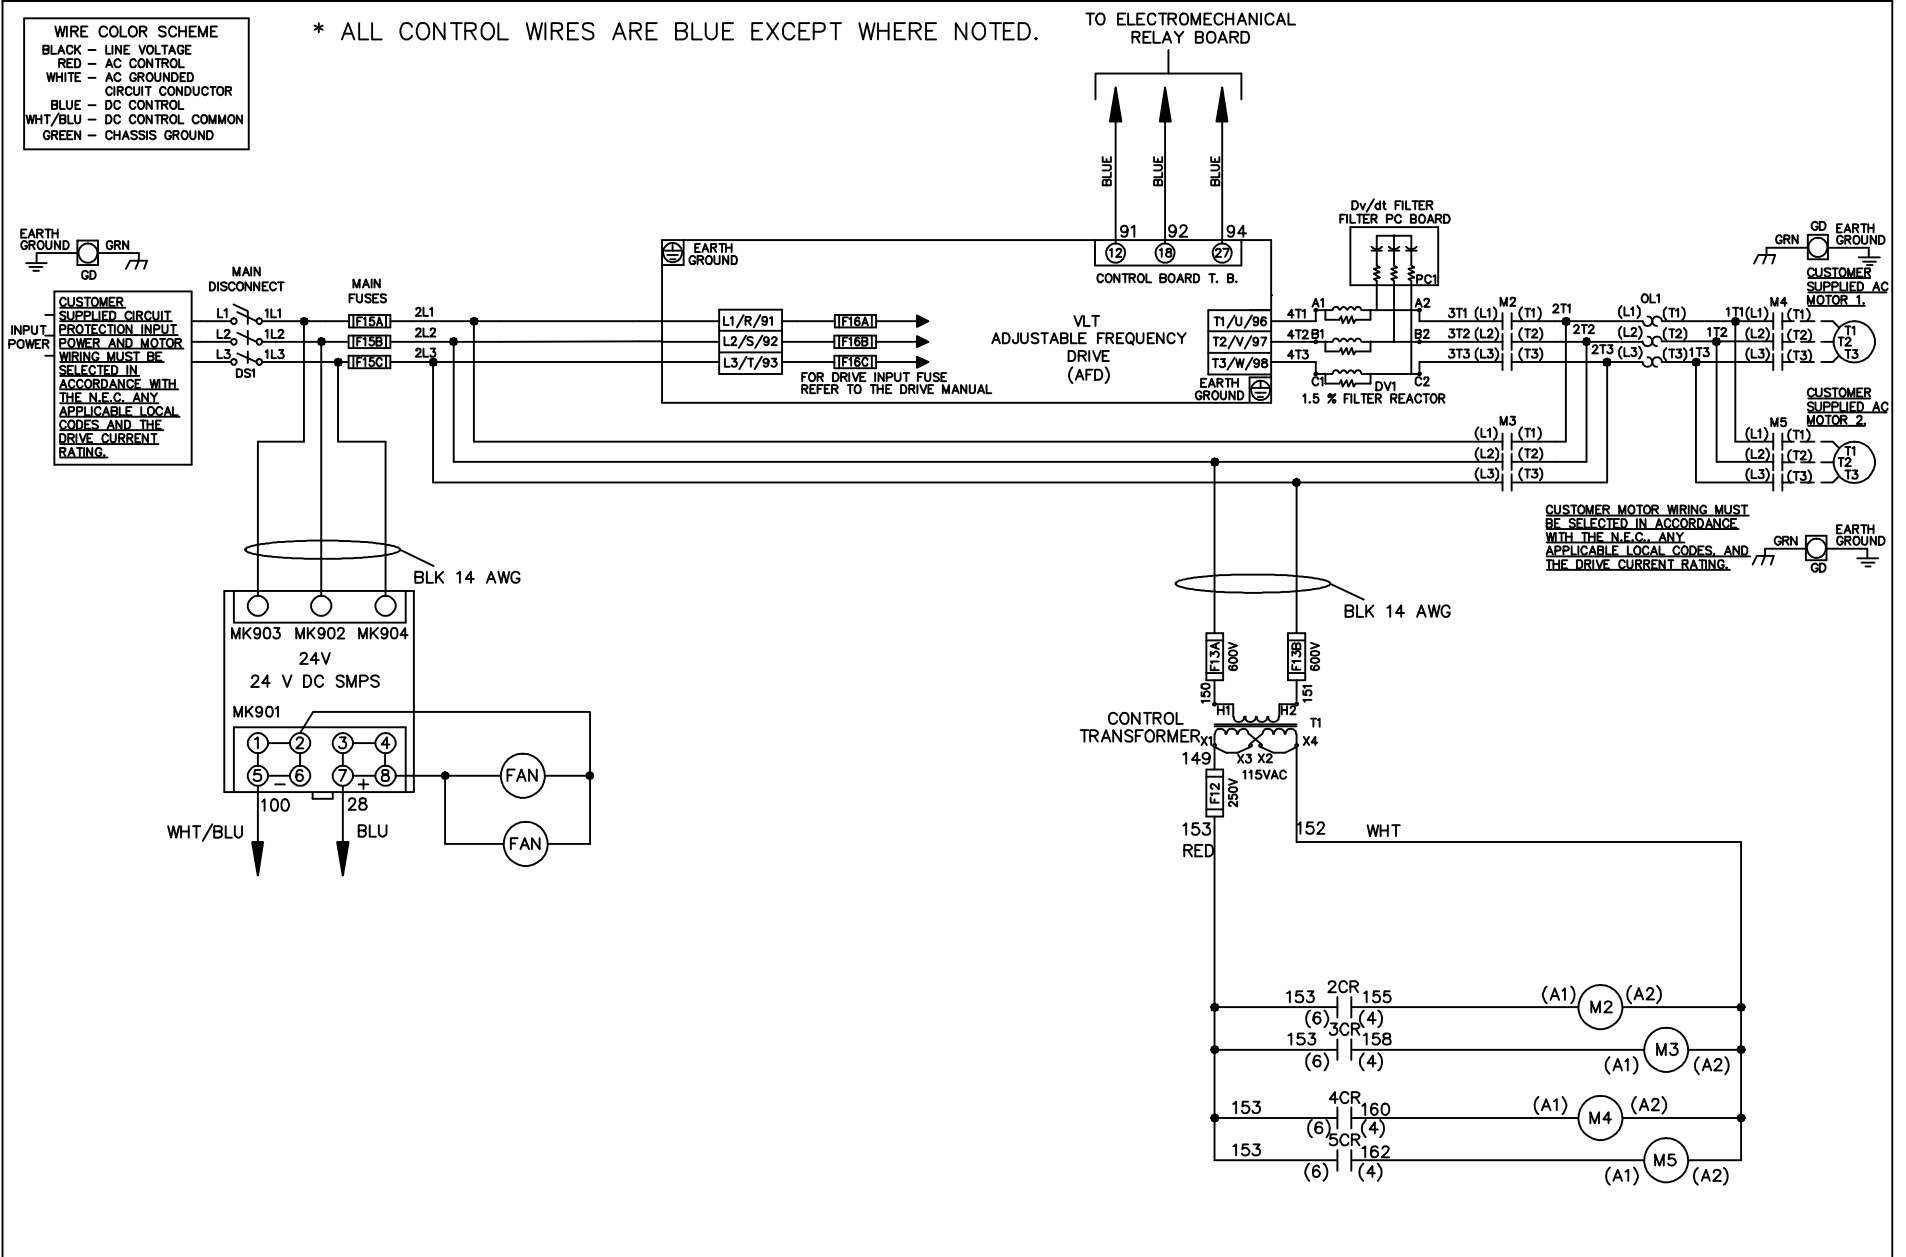 WIRE COLOR SCHEME
BLACK – LINE VOLTAGE
RED – AC CONTROL
WHITE – AC GROUNDED
CIRCUIT CONDUCTOR
BLUE – DC CONTROL
WHT/BLU – DC CONTROL COMMON
GREEN – CHASSIS GROUND
* ALL CONTROL WIRES ARE BLUE EXCEPT WHERE NOTED.
TO ELECTROMECHANICAL
RELAY BOARD
BLUE
BLUE
BLUE
91 92 94
12 18 27
CONTROL BOARD T. B.
EARTH
GROUND
GRN
GD
MAIN
DISCONNECT
MAIN
FUSES
INPUT
POWER
CUSTOMER
SUPPLIED CIRCUIT
PROTECTION INPUT
POWER AND MOTOR
WIRING MUST BE
SELECTED IN
ACCORDANCE WITH
THE N.E.C. ANY
APPLICABLE LOCAL
CODES AND THE
DRIVE CURRENT
RATING.
L1 1L1 F15A 2L1
L2 1L2 F15B 2L2
L3 1L3 F15C 2L3
DS1
EARTH
GROUND
L1/R/91 F16A
L2/S/92 F16B
L3/T/93 F16C
FOR DRIVE INPUT FUSE
REFER TO THE DRIVE MANUAL
VLT
ADJUSTABLE FREQUENCY
DRIVE
(AFD)
T1/U/96
T2/V/97
T3/W/98
EARTH
GROUND
Dv/dt FILTER
FILTER PC BOARD
PC1
4T1 A1 A2
4T2 B1 B2
4T3 C1 C2
DV1
1.5 % FILTER REACTOR
M2
3T1 (L1) (T1) 2T1
3T2 (L2) (T2) 2T2
3T3 (L3) (T3) 2T3
OL1
(L1) (T1) 1T1
(L2) (T2) 1T2
(L3) (T3) 1T3
GD
GRN
EARTH
GROUND
CUSTOMER
SUPPLIED AC
MOTOR 1.
M4
(L1) (T1) T1
(L2) (T2) T2
(L3) (T3) T3
M3
(L1) (T1)
(L2) (T2)
(L3) (T3)
CUSTOMER
SUPPLIED AC
MOTOR 2.
M5
(L1) (T1) T1
(L2) (T2) T2
(L3) (T3) T3
CUSTOMER MOTOR WIRING MUST
BE SELECTED IN ACCORDANCE
WITH THE N.E.C., ANY
APPLICABLE LOCAL CODES, AND
THE DRIVE CURRENT RATING.
GRN
EARTH
GROUND
GD
BLK 14 AWG
MK903 MK902 MK904
24V
24 V DC SMPS
MK901
1 2 3 4
5 6 7 8
– +
100 28
WHT/BLU BLU
FAN
FAN
BLK 14 AWG
F13A
600V
F13B
600V
150
151
H1 H2
CONTROL
TRANSFORMER
T1
X1 X3 X2 X4
149
115VAC
F12
250V
153
RED
152 WHT
153 2CR 155 (A1) M2 (A2)
(6) (4)
153 3CR 158 M3
(6) (4) (A1) (A2)
153 4CR 160 (A1) M4 (A2)
(6) (4)
153 5CR 162 M5
(6) (4) (A1) (A2)